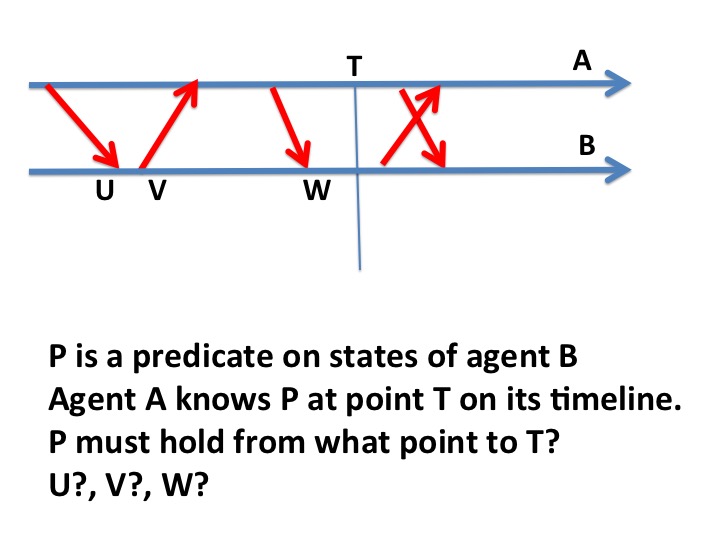 T
A
B
U V W
P is a predicate on states of agent B
Agent A knows P at point T on its timeline.
P must hold from what point to T?
U?, V?, W?